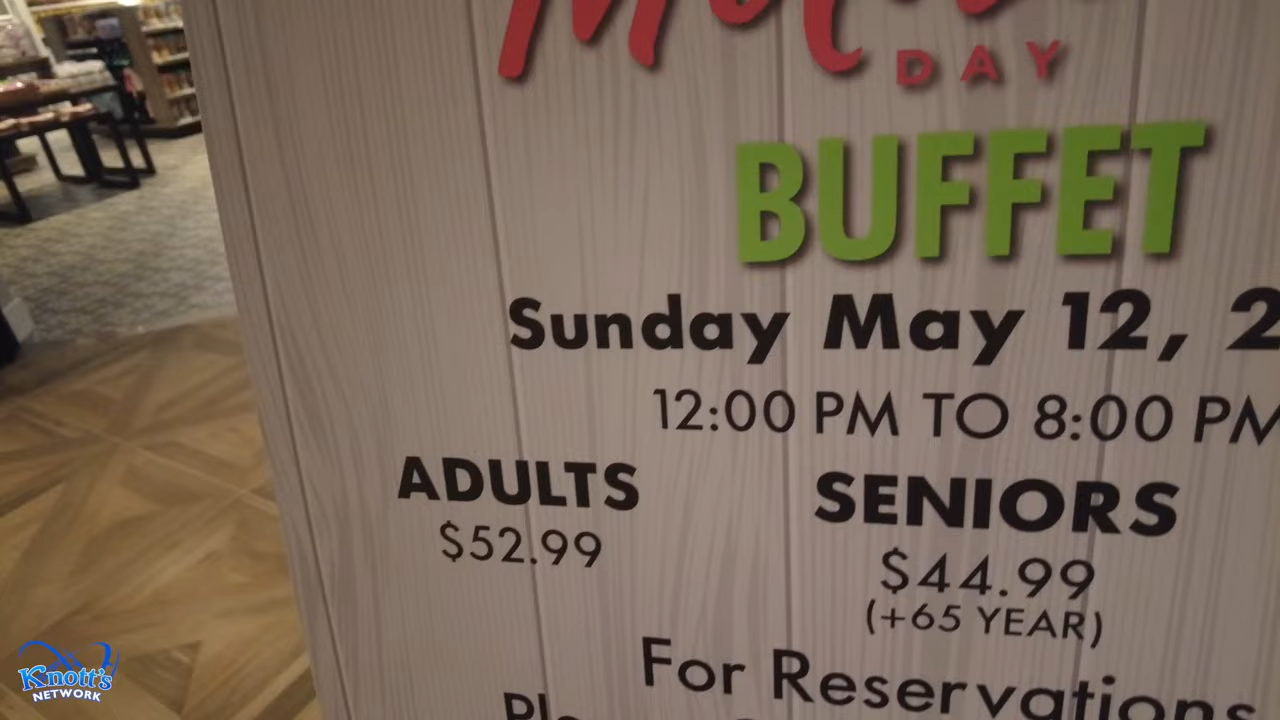 DAY
BUFFET
Sunday May 12, 2
12:00 PM TO 8:00 PM
ADULTS SENIORS
$52.99 $44.99
(+65 YEAR)
For Reservations
Knott's
NETWORK